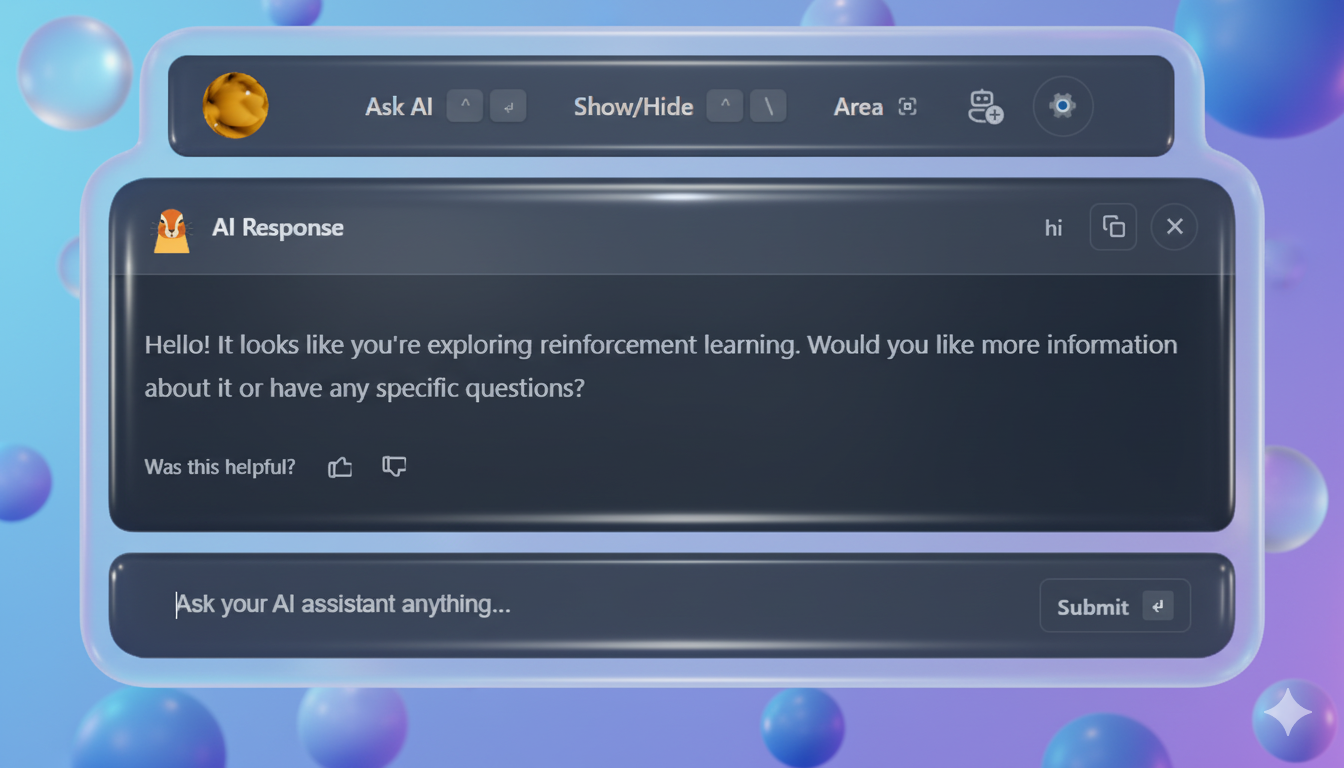 Ask AI ^ ↵ Show/Hide ^ \ Area
AI Response hi
Hello! It looks like you're exploring reinforcement learning. Would you like more information
about it or have any specific questions?
Was this helpful?
Ask your AI assistant anything...
Submit ↵